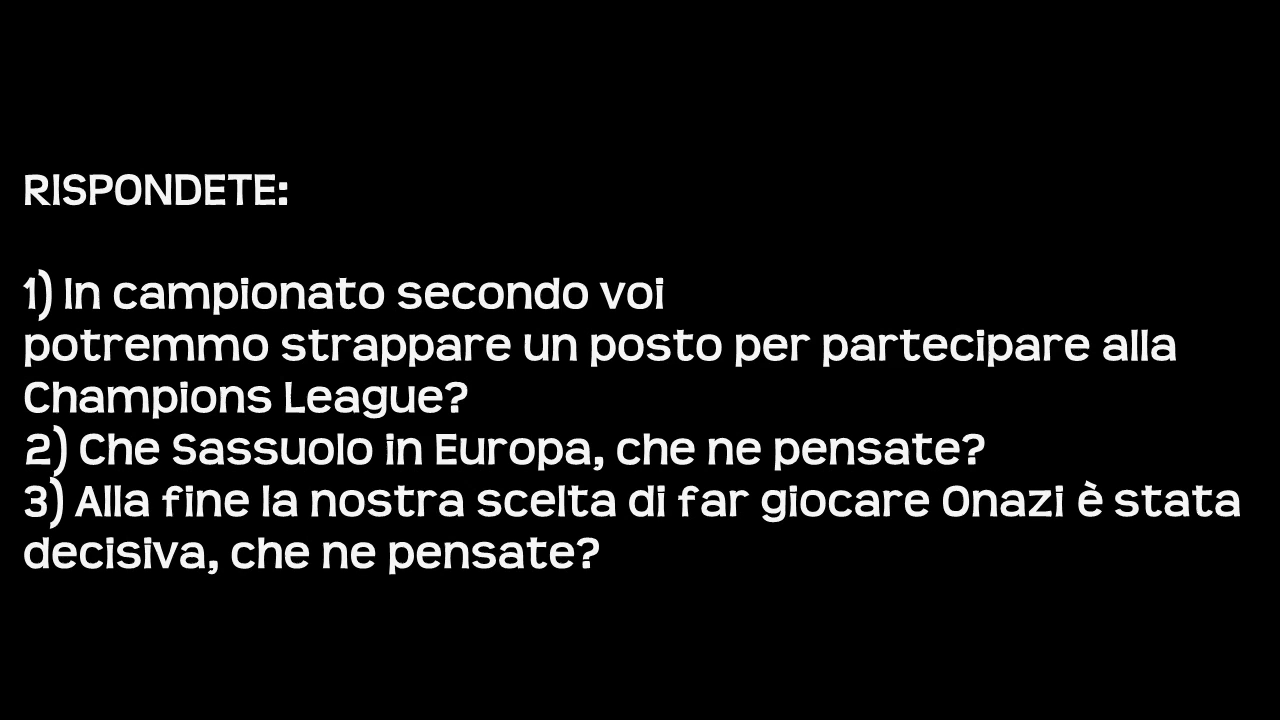 RISPONDETE:
1) In campionato secondo voi
potremmo strappare un posto per partecipare alla
Champions League?
2) Che Sassuolo in Europa, che ne pensate?
3) Alla fine la nostra scelta di far giocare Onazi è stata
decisiva, che ne pensate?